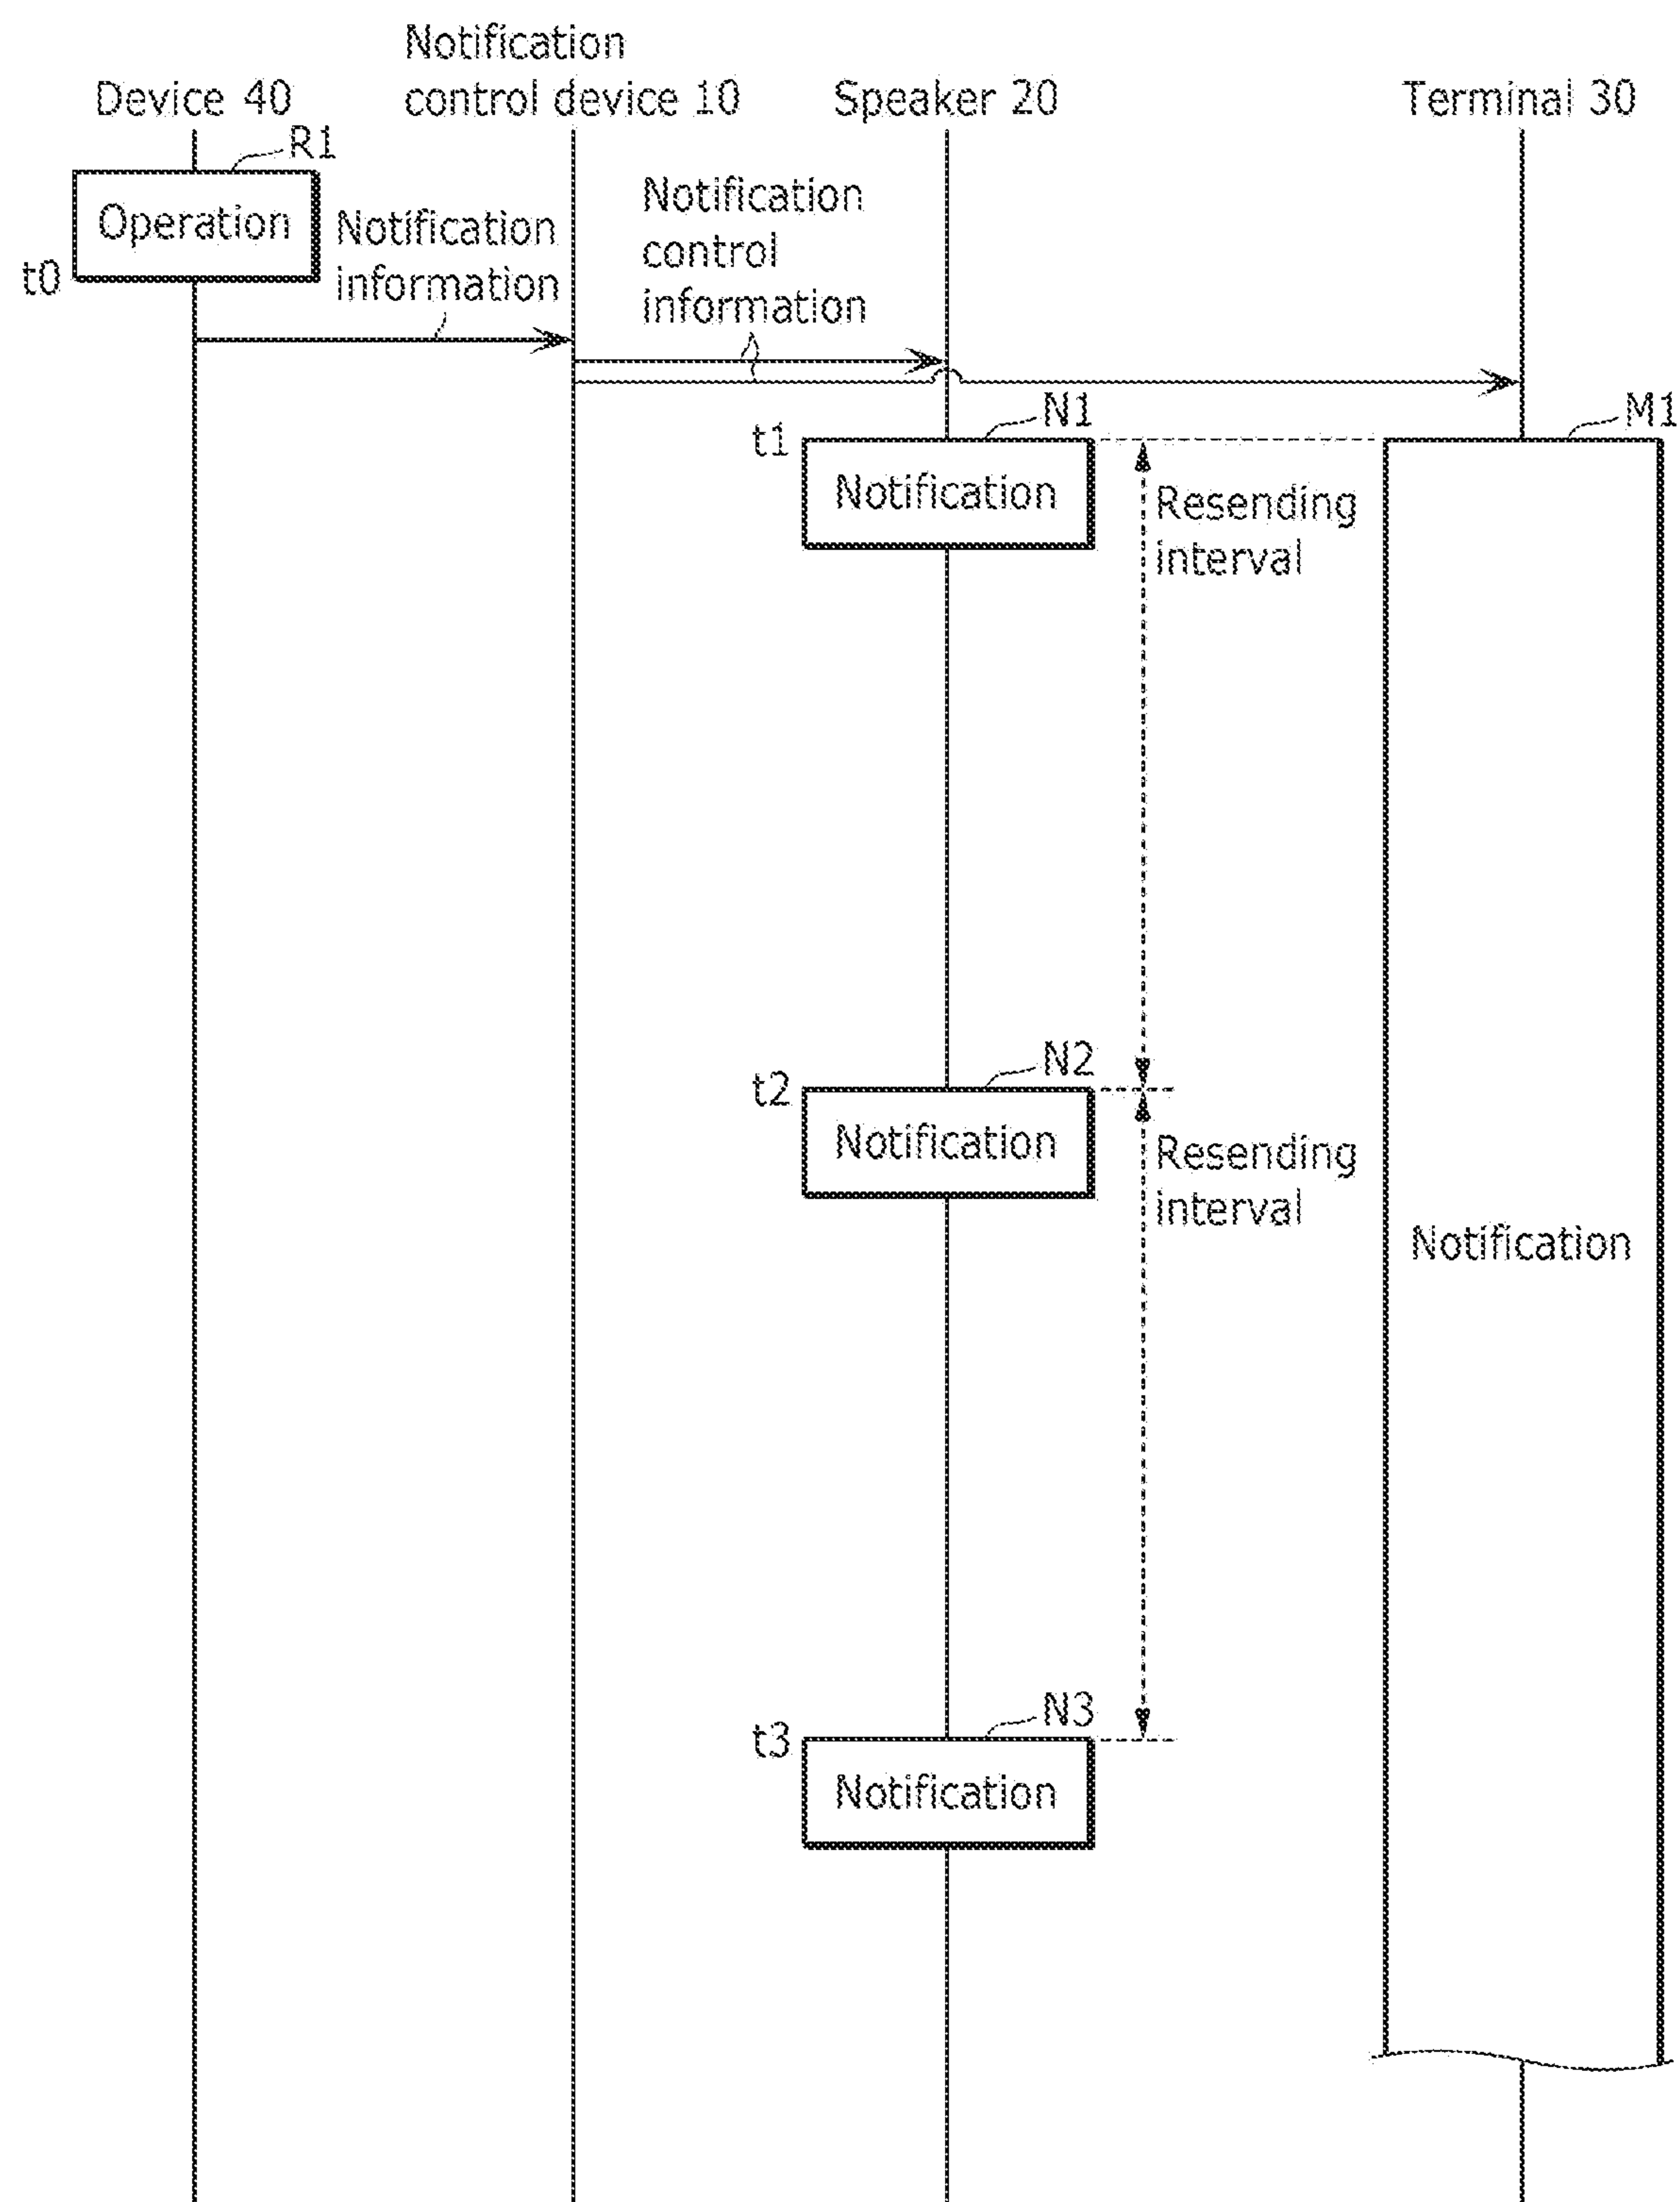 Device 40
Notification
control device 10
Speaker 20
Terminal 30
R1
Operation
t0
Notification
information
Notification
control
information
t1
N1
Notification
Resending
interval
M1
t2
N2
Notification
Resending
interval
Notification
t3
N3
Notification